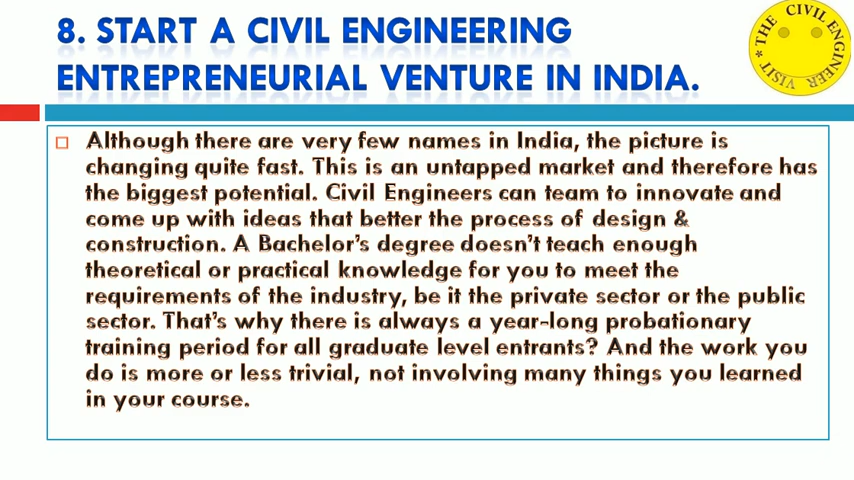 8. START A CIVIL ENGINEERING
ENTREPRENEURIAL VENTURE IN INDIA.
VISIT * THE CIVIL ENGINEER
Although there are very few names in India, the picture is
changing quite fast. This is an untapped market and therefore has
the biggest potential. Civil Engineers can team to innovate and
come up with ideas that better the process of design &
construction. A Bachelor's degree doesn't teach enough
theoretical or practical knowledge for you to meet the
requirements of the industry, be it the private sector or the public
sector. That's why there is always a year-long probationary
training period for all graduate level entrants? And the work you
do is more or less trivial, not involving many things you learned
in your course.